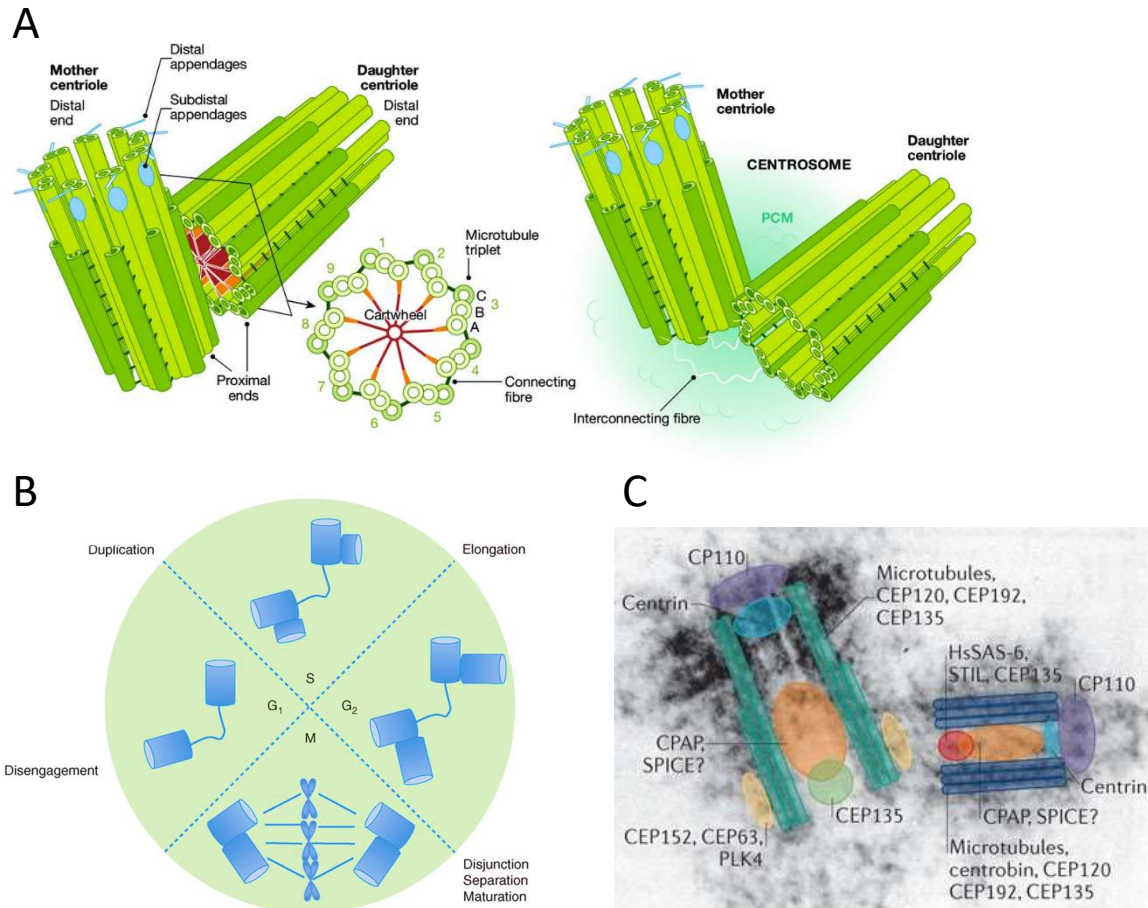 A
Mother
centriole
Distal
end
Distal
appendages
Subdistal
appendages
Daughter
centriole
Distal
end
Proximal
ends
1
2
3
4
5
6
7
8
9
C
B
A
Cartwheel
Microtubule
triplet
Connecting
fibre
Mother
centriole
CENTROSOME
Daughter
centriole
PCM
Interconnecting fibre
B
Duplication
Elongation
S
G1
G2
M
Disengagement
Disjunction
Separation
Maturation
C
CP110
Centrin
Microtubules,
CEP120, CEP192,
CEP135
HsSAS-6,
STIL, CEP135
CP110
CPAP,
SPICE?
CEP135
CEP152, CEP63,
PLK4
Centrin
CPAP, SPICE?
Microtubules,
centrobin, CEP120
CEP192, CEP135